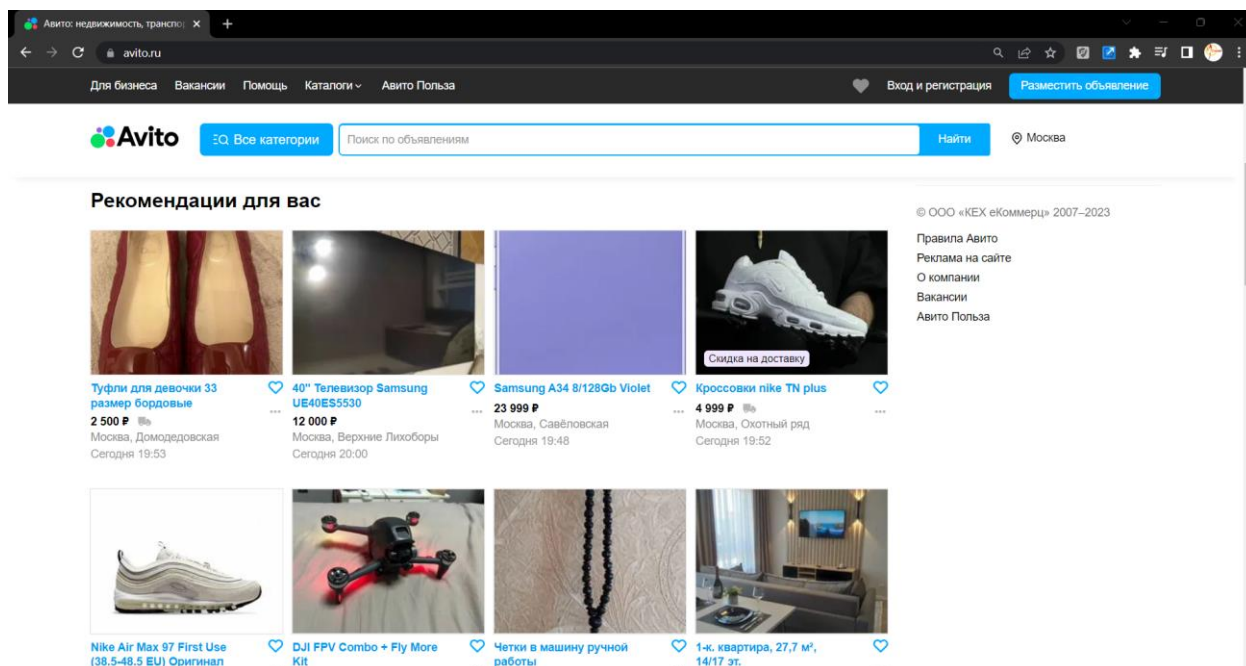 Авито: недвижимость, транспо
avito.ru
Для бизнеса Вакансии Помощь Каталоги Авито Польза Вход и регистрация Разместить объявление
Avito Все категории Поиск по объявлениям Найти Москва
Рекомендации для вас
© ООО «КЕХ еКоммерц» 2007–2023
Правила Авито
Реклама на сайте
О компании
Вакансии
Авито Польза
Скидка на доставку
Туфли для девочки 33
размер бордовые
2 500 ₽
Москва, Домодедовская
Сегодня 19:53
40" Телевизор Samsung
UE40ES5530
12 000 ₽
Москва, Верхние Лихоборы
Сегодня 20:00
Samsung A34 8/128Gb Violet
23 999 ₽
Москва, Савёловская
Сегодня 19:48
Кроссовки nike TN plus
4 999 ₽
Москва, Охотный ряд
Сегодня 19:52
Nike Air Max 97 First Use
(38.5-48.5 EU) Оригинал
DJI FPV Combo + Fly More
Kit
Четки в машину ручной
работы
1-к. квартира, 27,7 м²,
14/17 эт.